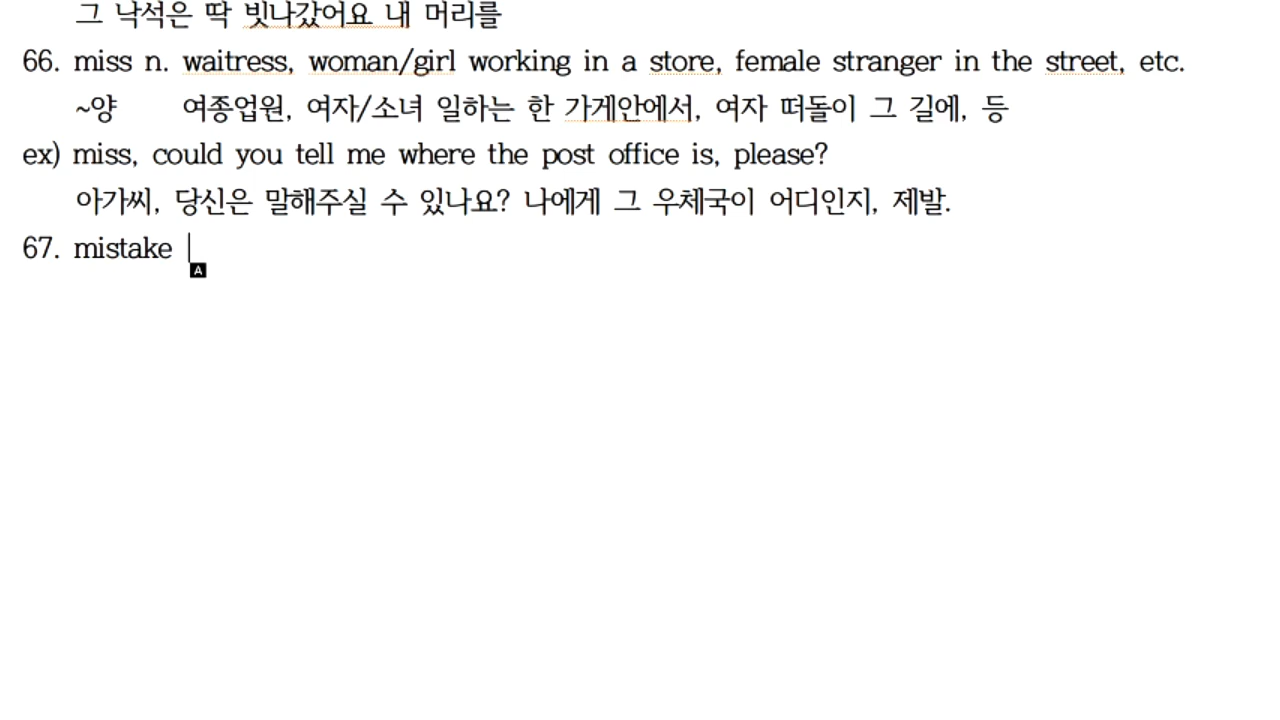 그 낙석은 딱 빗나갔어요 내 머리를
66. miss n. waitress, woman/girl working in a store, female stranger in the street, etc.
~양 여종업원, 여자/소녀 일하는 한 가게안에서, 여자 떠돌이 그 길에, 등
ex) miss, could you tell me where the post office is, please?
아가씨, 당신은 말해주실 수 있나요? 나에게 그 우체국이 어디인지, 제발.
67. mistake
A